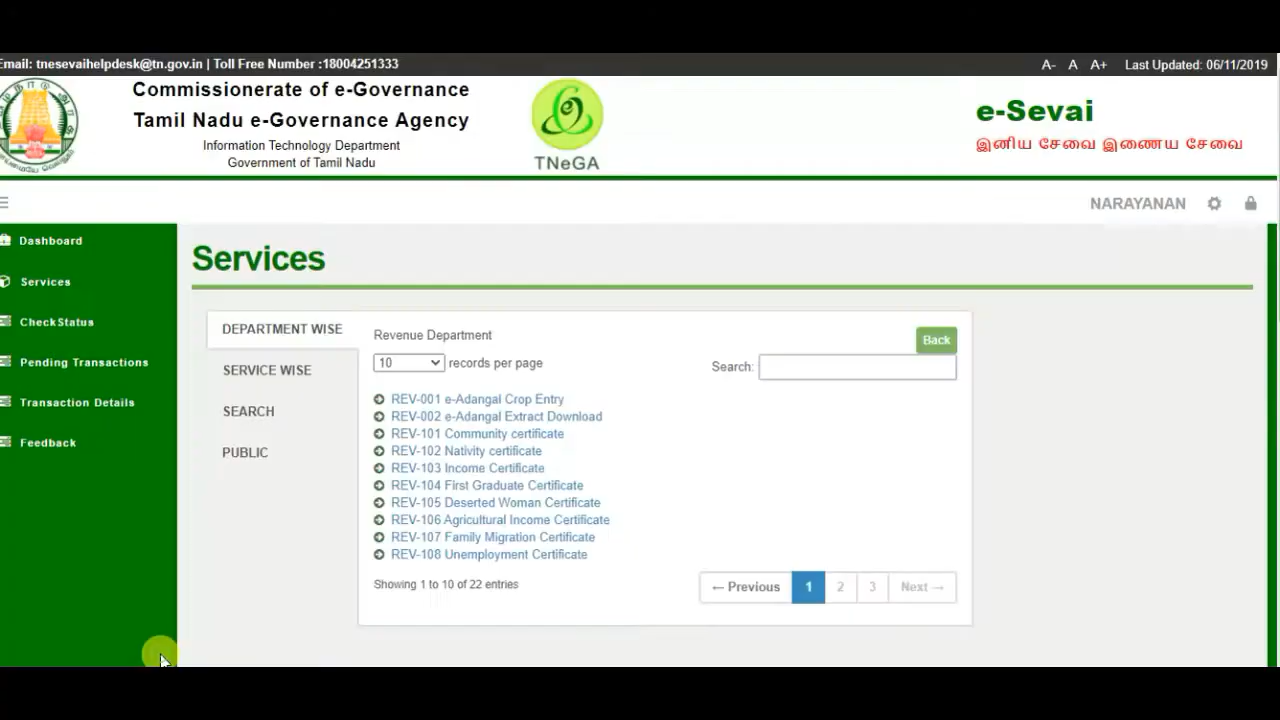 Email: tnesevaihelpdesk@tn.gov.in | Toll Free Number :18004251333
A- A A+ Last Updated: 06/11/2019
Commissionerate of e-Governance
Tamil Nadu e-Governance Agency
Information Technology Department
Government of Tamil Nadu
TNeGA
e-Sevai
இனிய சேவை இணைய சேவை
NARAYANAN
Dashboard
Services
CheckStatus
Pending Transactions
Transaction Details
Feedback
Services
DEPARTMENT WISE
SERVICE WISE
SEARCH
PUBLIC
Revenue Department
Back
10 records per page
Search:
REV-001 e-Adangal Crop Entry
REV-002 e-Adangal Extract Download
REV-101 Community certificate
REV-102 Nativity certificate
REV-103 Income Certificate
REV-104 First Graduate Certificate
REV-105 Deserted Woman Certificate
REV-106 Agricultural Income Certificate
REV-107 Family Migration Certificate
REV-108 Unemployment Certificate
Showing 1 to 10 of 22 entries
← Previous 1 2 3 Next →